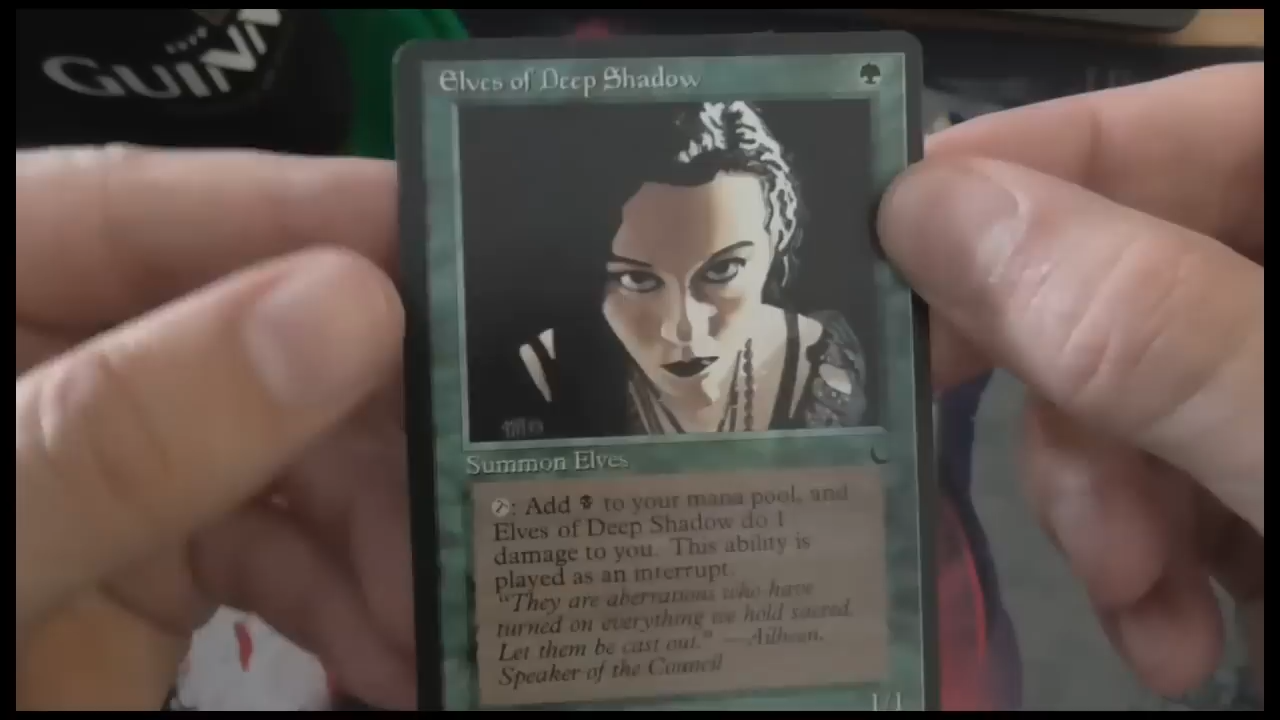 GUINN
Elves of Deep Shadow
Summon Elves
: Add to your mana pool, and
Elves of Deep Shadow do 1
damage to you. This ability is
played as an interrupt.
"They are aberrations who have
turned on everything we hold sacred.
Let them be cast out." —Ailheen,
Speaker of the Council
1/1